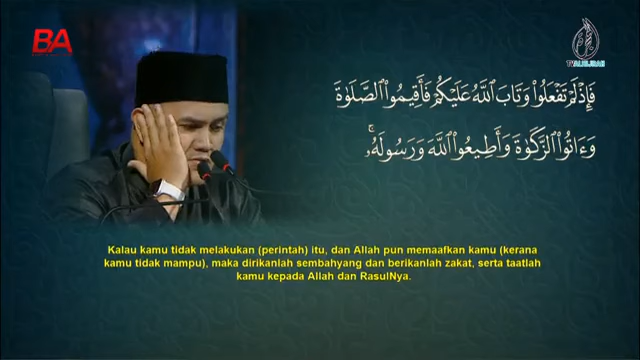 BA
TVALHIJRAH
فَإِذْ لَمْ تَفْعَلُوا۟ وَتَابَ ٱللَّهُ عَلَيْكُمْ فَأَقِيمُوا۟ ٱلصَّلَوٰةَ
وَءَاتُوا۟ ٱلزَّكَوٰةَ وَأَطِيعُوا۟ ٱللَّهَ وَرَسُولَهُۥ ۚ
Kalau kamu tidak melakukan (perintah) itu, dan Allah pun memaafkan kamu (kerana
kamu tidak mampu), maka dirikanlah sembahyang dan berikanlah zakat, serta taatlah
kamu kepada Allah dan RasulNya.